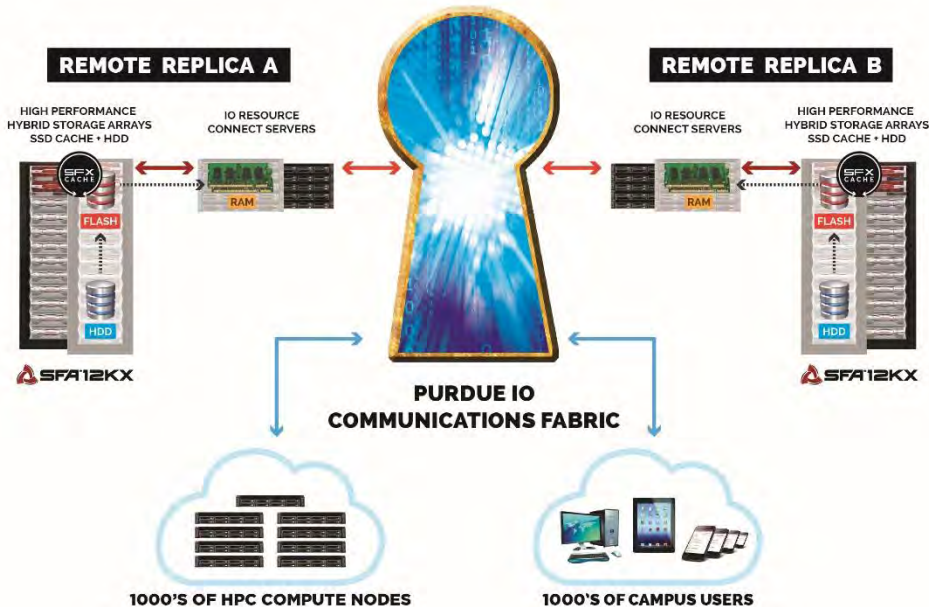 REMOTE REPLICA A
HIGH PERFORMANCE
HYBRID STORAGE ARRAYS
SSD CACHE + HDD
IO RESOURCE
CONNECT SERVERS
SFX
CACHE
FLASH
RAM
HDD
SFA12KX
REMOTE REPLICA B
IO RESOURCE
CONNECT SERVERS
HIGH PERFORMANCE
HYBRID STORAGE ARRAYS
SSD CACHE + HDD
SFX
CACHE
RAM
FLASH
HDD
SFA12KX
PURDUE IO
COMMUNICATIONS FABRIC
1000'S OF HPC COMPUTE NODES
1000'S OF CAMPUS USERS